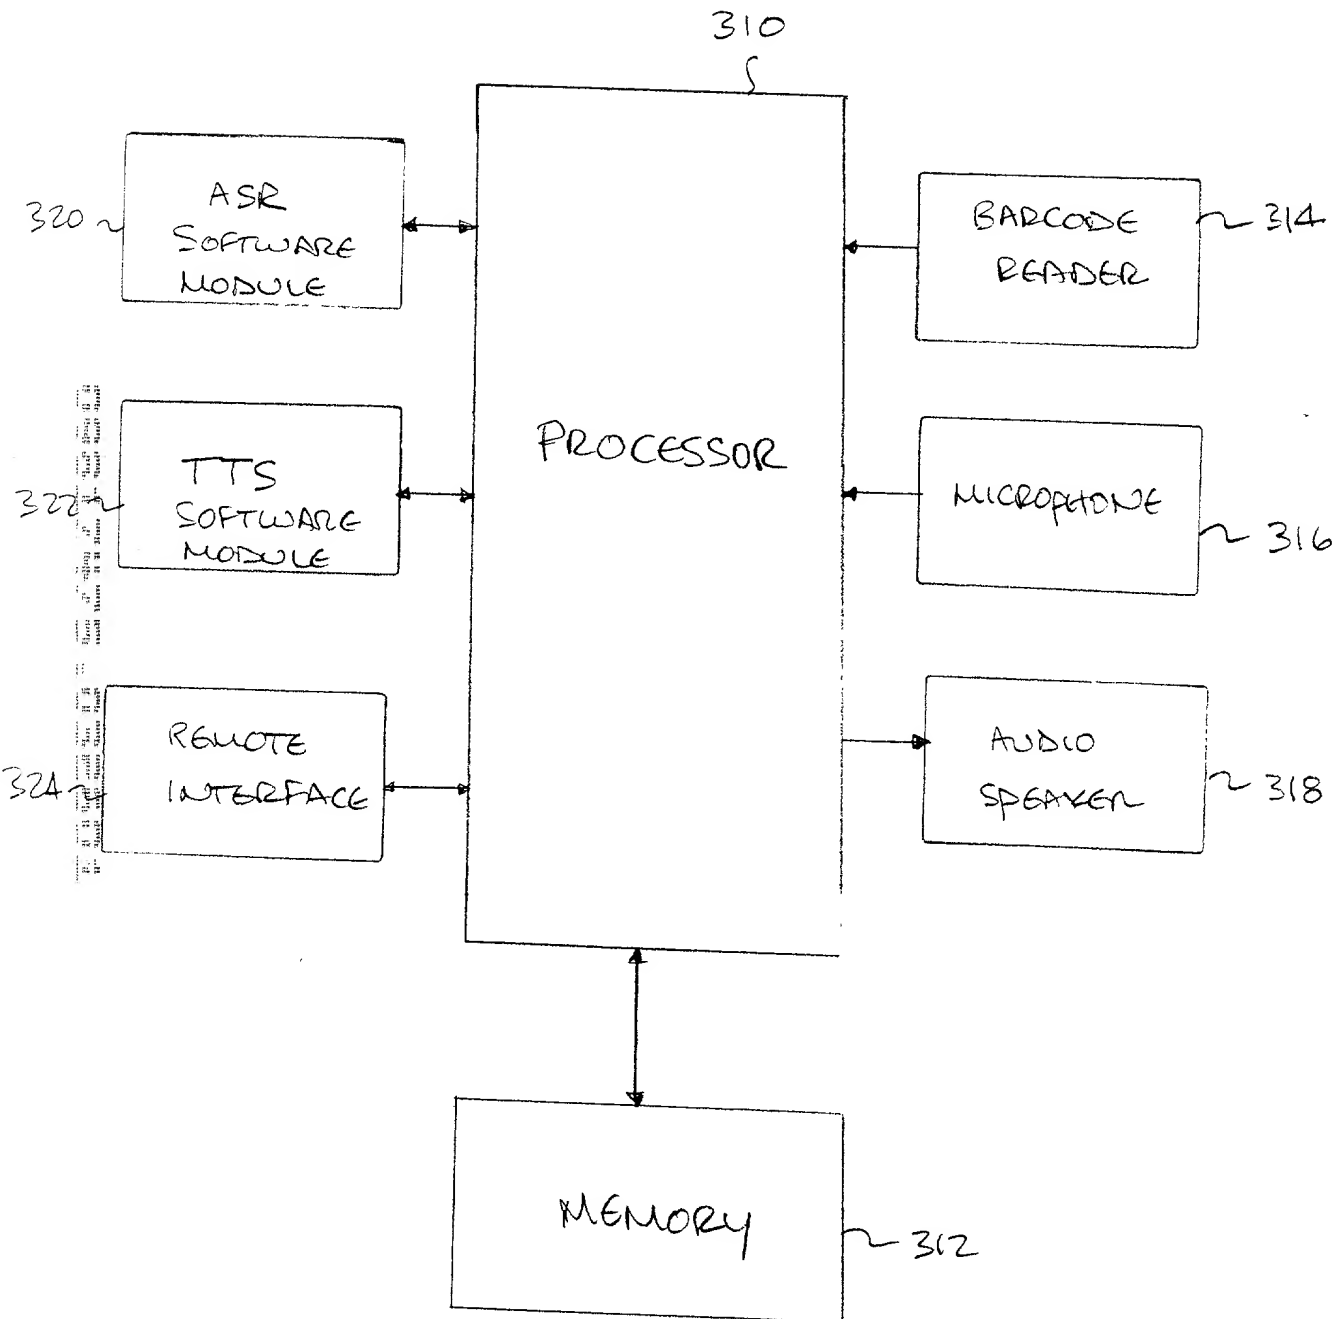 310
320
ASR
SOFTWARE
MODULE
BARCODE
READER
314
PROCESSOR
322
TTS
SOFTWARE
MODULE
MICROPHONE
316
324
REMOTE
INTERFACE
AUDIO
SPEAKER
318
MEMORY
312